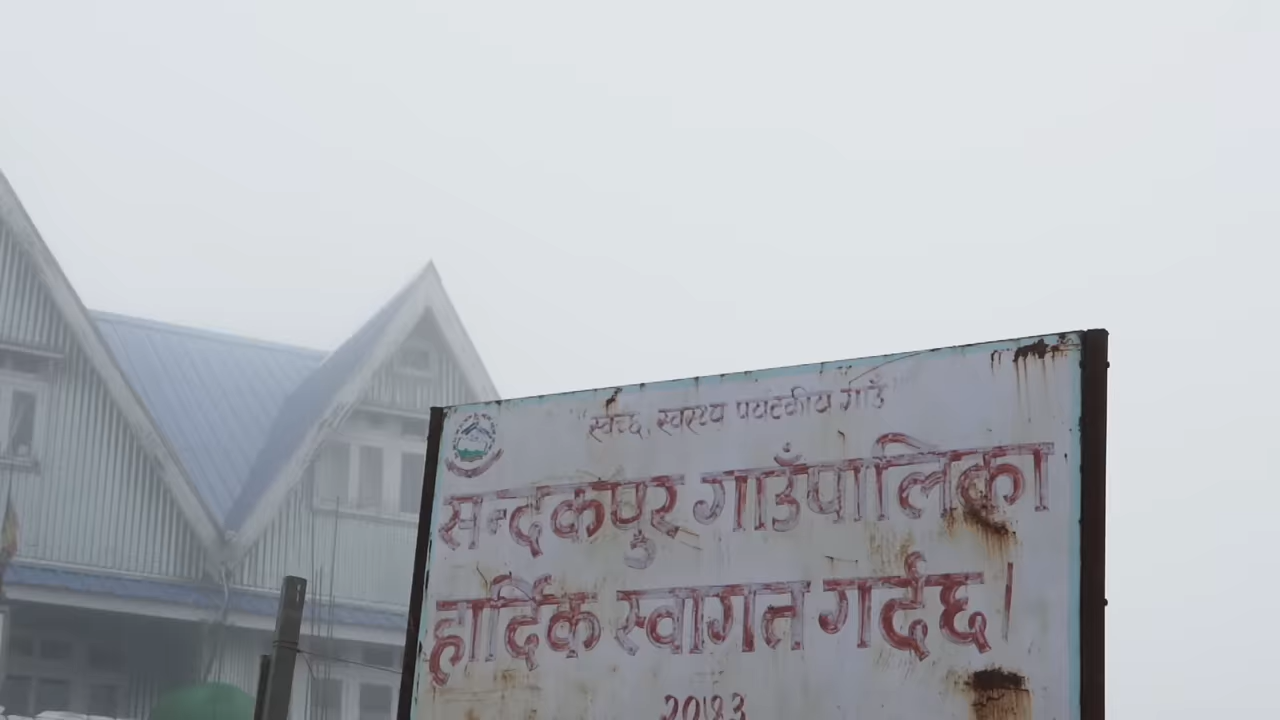 "स्वच्छ, स्वस्थ्य पर्यटकीय गाउँ"
सन्दकपुर गाउँपालिका
हार्दिक स्वागत गर्दछ।
२०७३